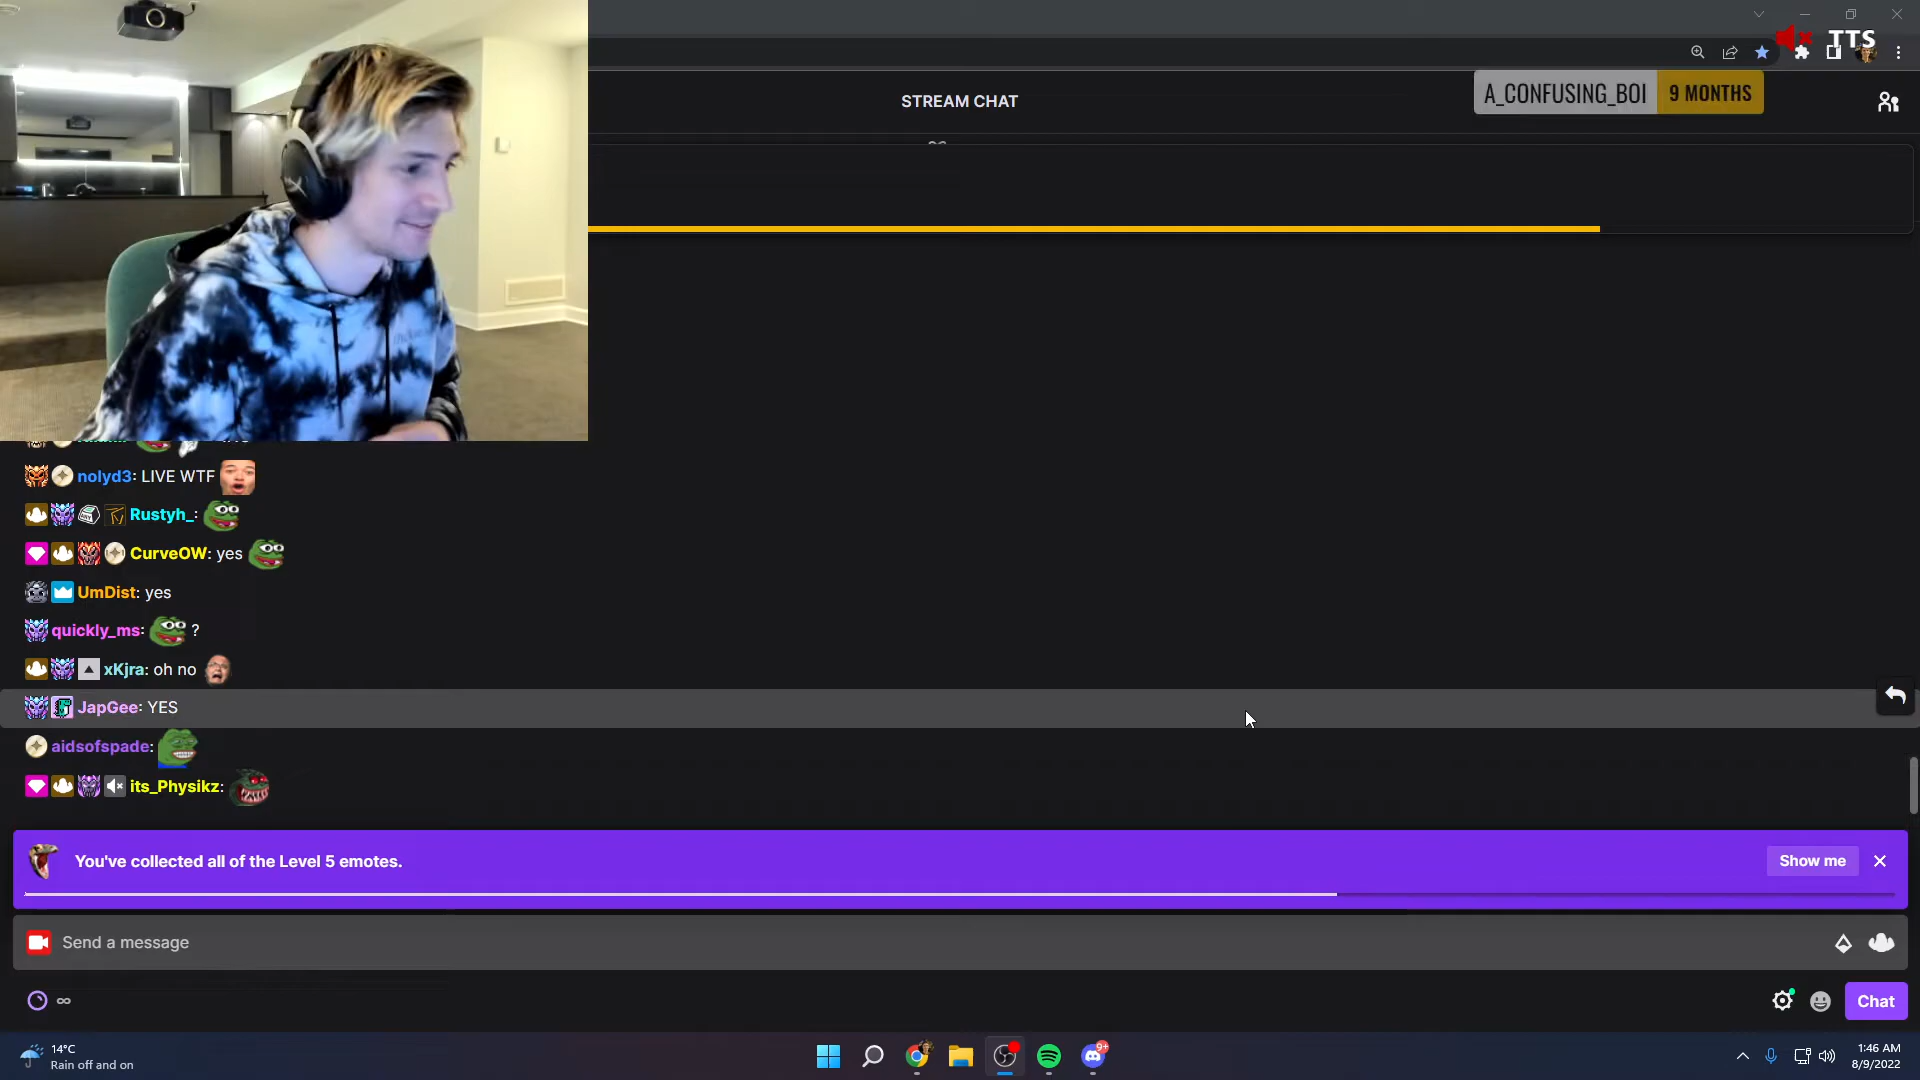 TTS
STREAM CHAT
A_CONFUSING_BOI 9 MONTHS
nolyd3: LIVE WTF
Rustyh_:
CurveOW: yes
UmDist: yes
quickly_ms: ?
xKjra: oh no
JapGee: YES
aidsofspade:
its_Physikz:
You've collected all of the Level 5 emotes.
Show me
Send a message
∞
Chat
14°C
Rain off and on
9+
1:46 AM
8/9/2022